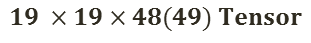 19 × 19 × 48(49) Tensor